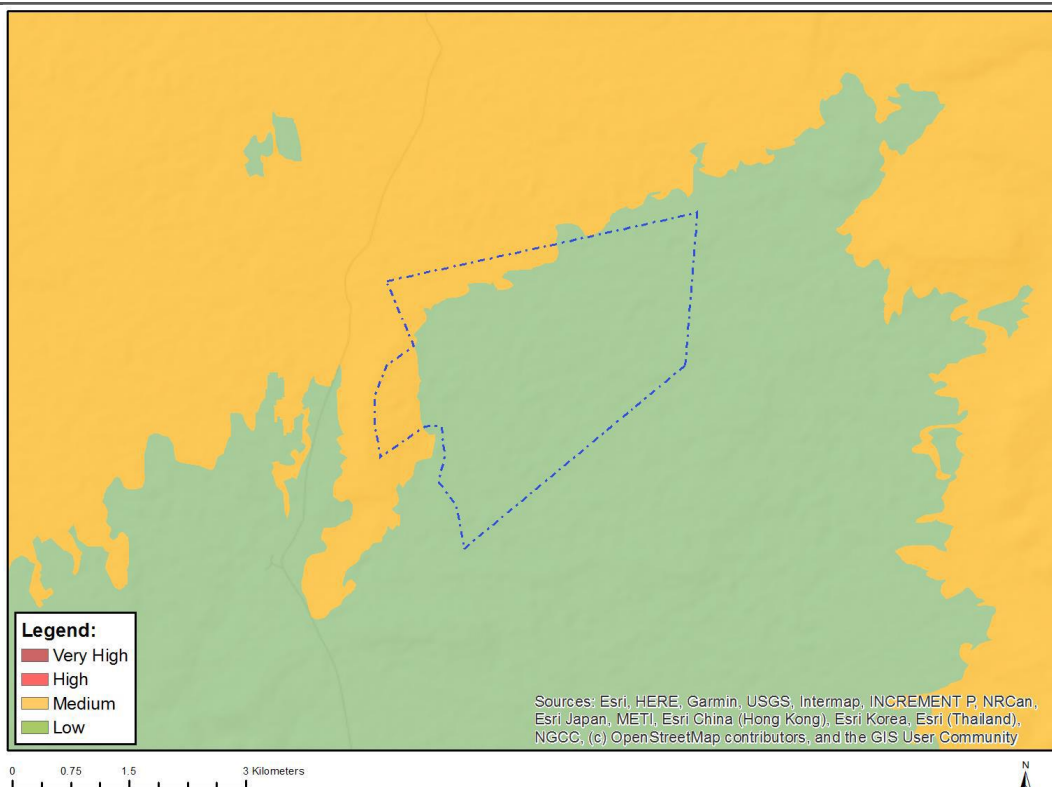 Legend:
Very High
High
Medium
Low
Sources: Esri, HERE, Garmin, USGS, Intermap, INCREMENT P, NRCan,
Esri Japan, METI, Esri China (Hong Kong), Esri Korea, Esri (Thailand),
NGCC, (c) OpenStreetMap contributors, and the GIS User Community
0 0.75 1.5 3 Kilometers
N